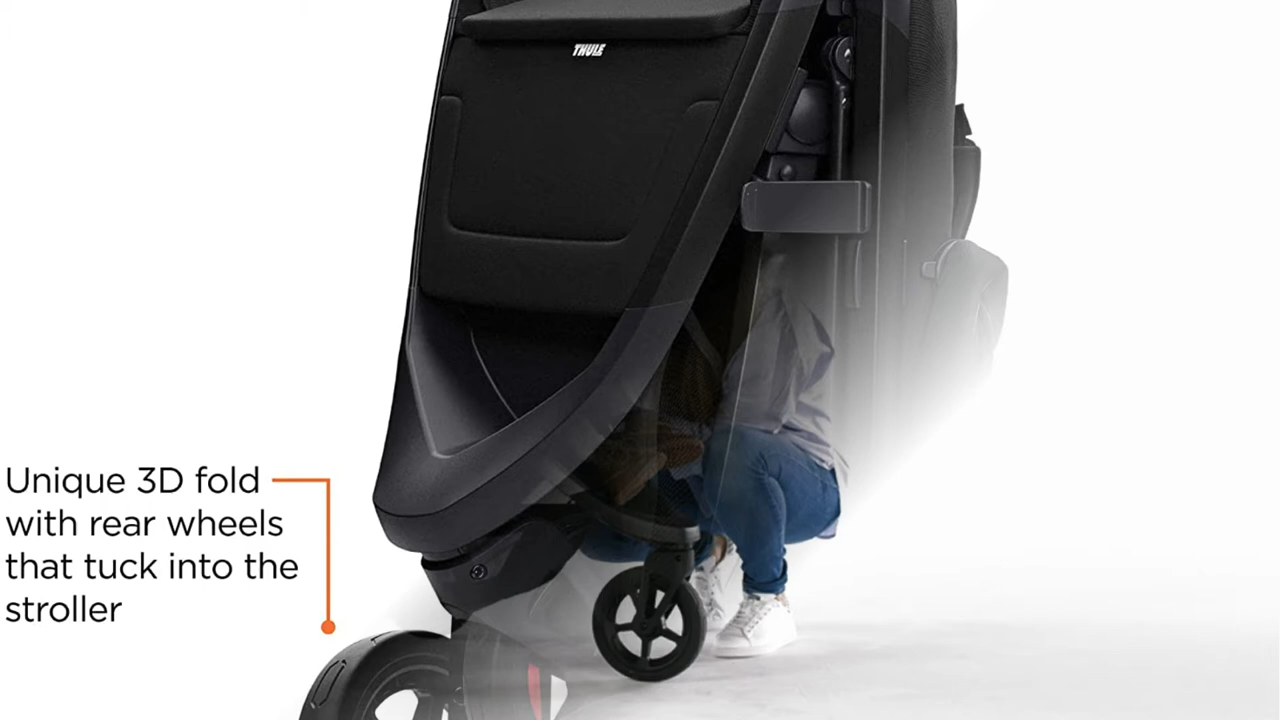 THULE
Unique 3D fold
with rear wheels
that tuck into the
stroller